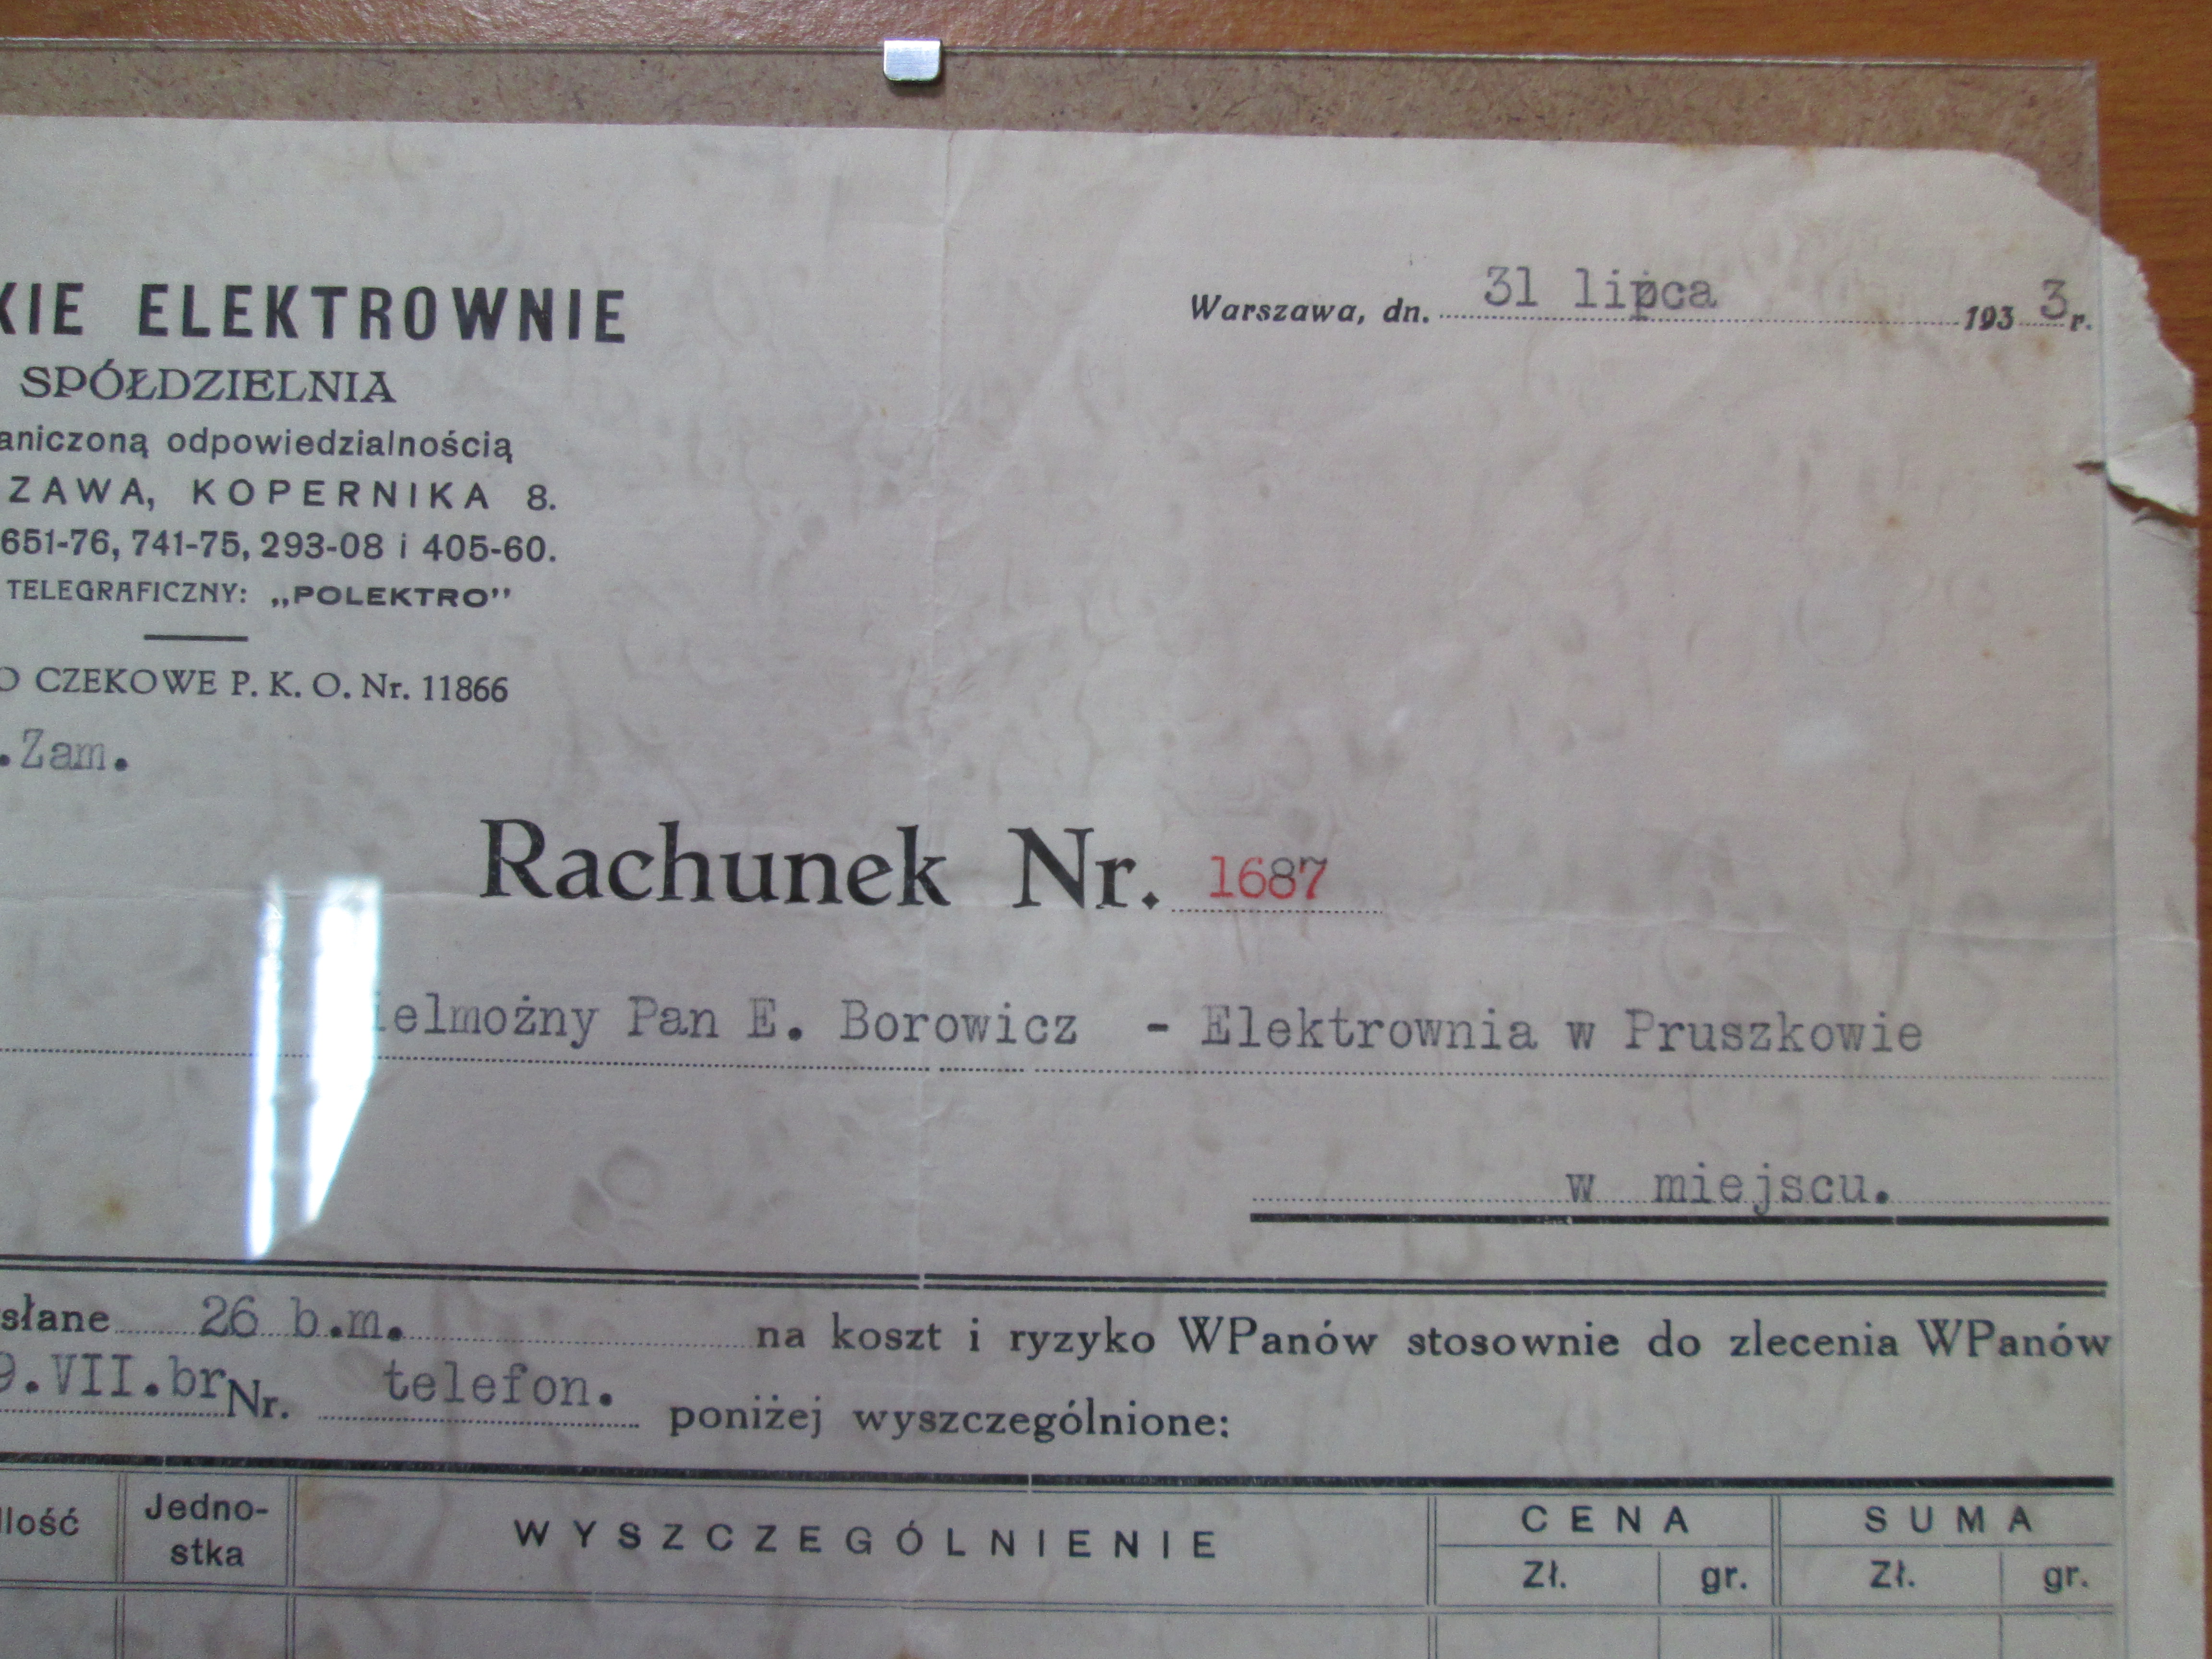 KIE ELEKTROWNIE
Warszawa, dn. 31 lipca 1933 r.
SPÓŁDZIELNIA
aniczoną odpowiedzialnością
ZAWA, KOPERNIKA 8.
651-76, 741-75, 293-08 i 405-60.
TELEGRAFICZNY: „POLEKTRO”
O CZEKOWE P. K. O. Nr. 11866
.Zam.
Rachunek Nr. 1687
ielmożny Pan E. Borowicz - Elektrownia w Pruszkowie
w miejscu.
słane 26 b.m. na koszt i ryzyko WPanów stosownie do zlecenia WPanów
9.VII.br Nr. telefon. poniżej wyszczególnione:
Ilość Jedno-stka WYSZCZEGÓLNIENIE CENA SUMA
Zł. gr. Zł. gr.